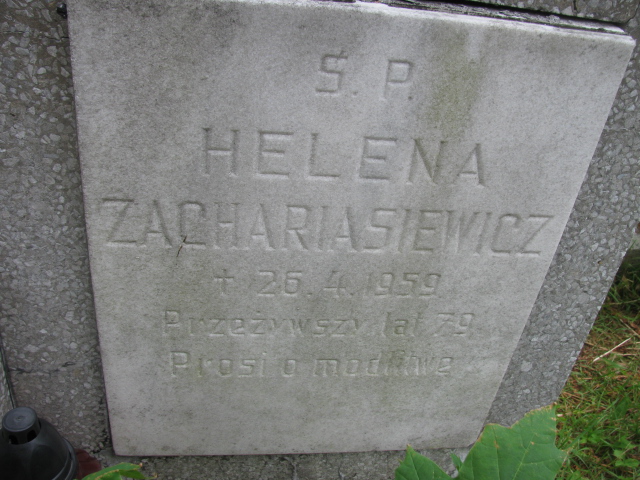 Ś. P.
HELENA
ZACHARIASIEWICZ
+ 26.4.1959
Przeżywszy lat 79
Prosi o modlitwę